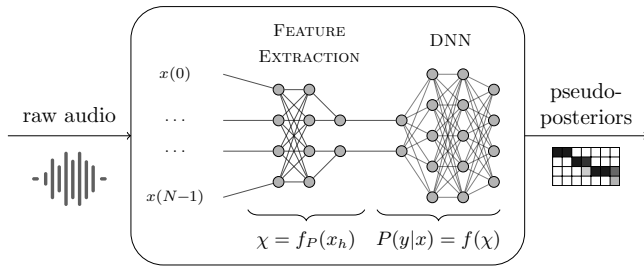 raw audio
x(0)
...
...
x(N−1)
FEATURE
EXTRACTION
DNN
χ = f_P(x_h)
P(y|x) = f(χ)
pseudo-
posteriors